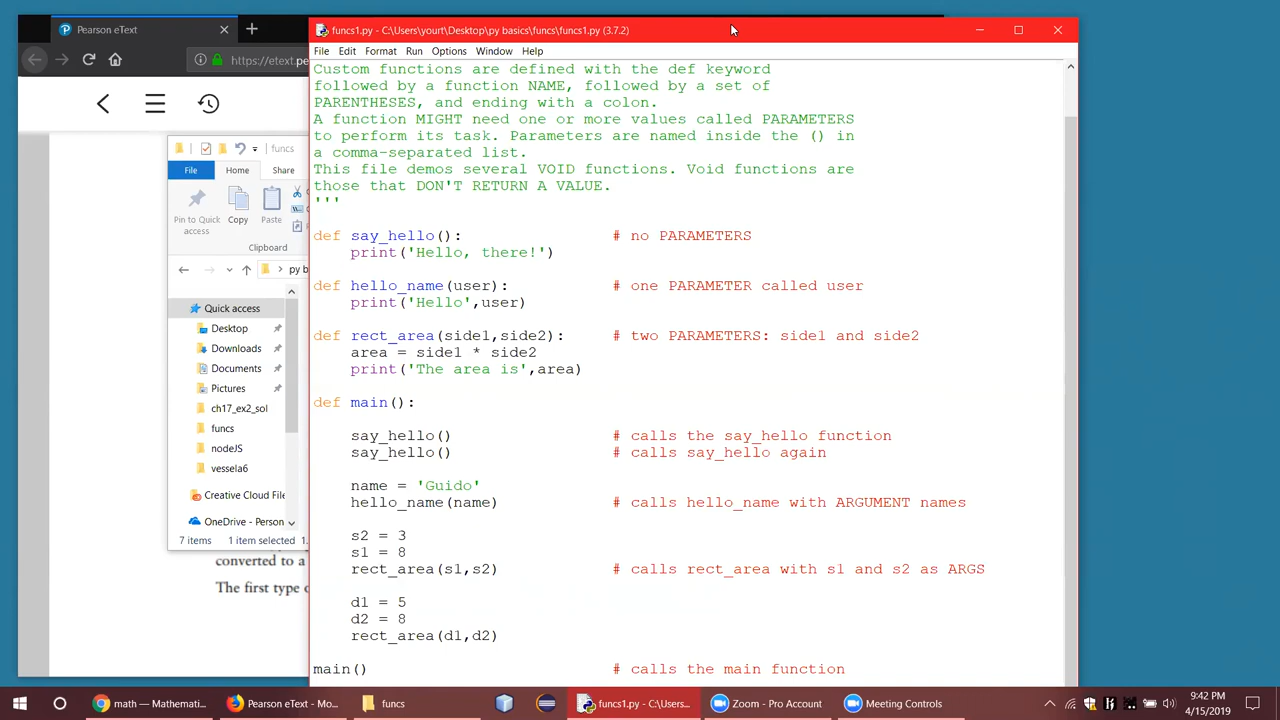 Pearson eText
funcs1.py - C:\Users\yourt\Desktop\py basics\funcs\funcs1.py (3.7.2)
File Edit Format Run Options Window Help
https://etext.pe
Custom functions are defined with the def keyword
followed by a function NAME, followed by a set of
PARENTHESES, and ending with a colon.
A function MIGHT need one or more values called PARAMETERS
to perform its task. Parameters are named inside the () in
a comma-separated list.
This file demos several VOID functions. Void functions are
those that DON'T RETURN A VALUE.
'''
def say_hello(): # no PARAMETERS
print('Hello, there!')
def hello_name(user): # one PARAMETER called user
print('Hello',user)
def rect_area(side1,side2): # two PARAMETERS: side1 and side2
area = side1 * side2
print('The area is',area)
def main():
say_hello() # calls the say_hello function
say_hello() # calls say_hello again
name = 'Guido'
hello_name(name) # calls hello_name with ARGUMENT names
s2 = 3
s1 = 8
rect_area(s1,s2) # calls rect_area with s1 and s2 as ARGS
d1 = 5
d2 = 8
rect_area(d1,d2)
main() # calls the main function
funcs
File Home Share
Pin to Quick access
Copy
Paste
Clipboard
py b
Quick access
Desktop
Downloads
Documents
Pictures
ch17_ex2_sol
funcs
nodeJS
vessela6
Creative Cloud File
OneDrive - Person
7 items 1 item selected 1.
converted to a
The first type o
math — Mathemati...
Pearson eText - Mo...
funcs
funcs1.py - C:\Users...
Zoom - Pro Account
Meeting Controls
9:42 PM
4/15/2019